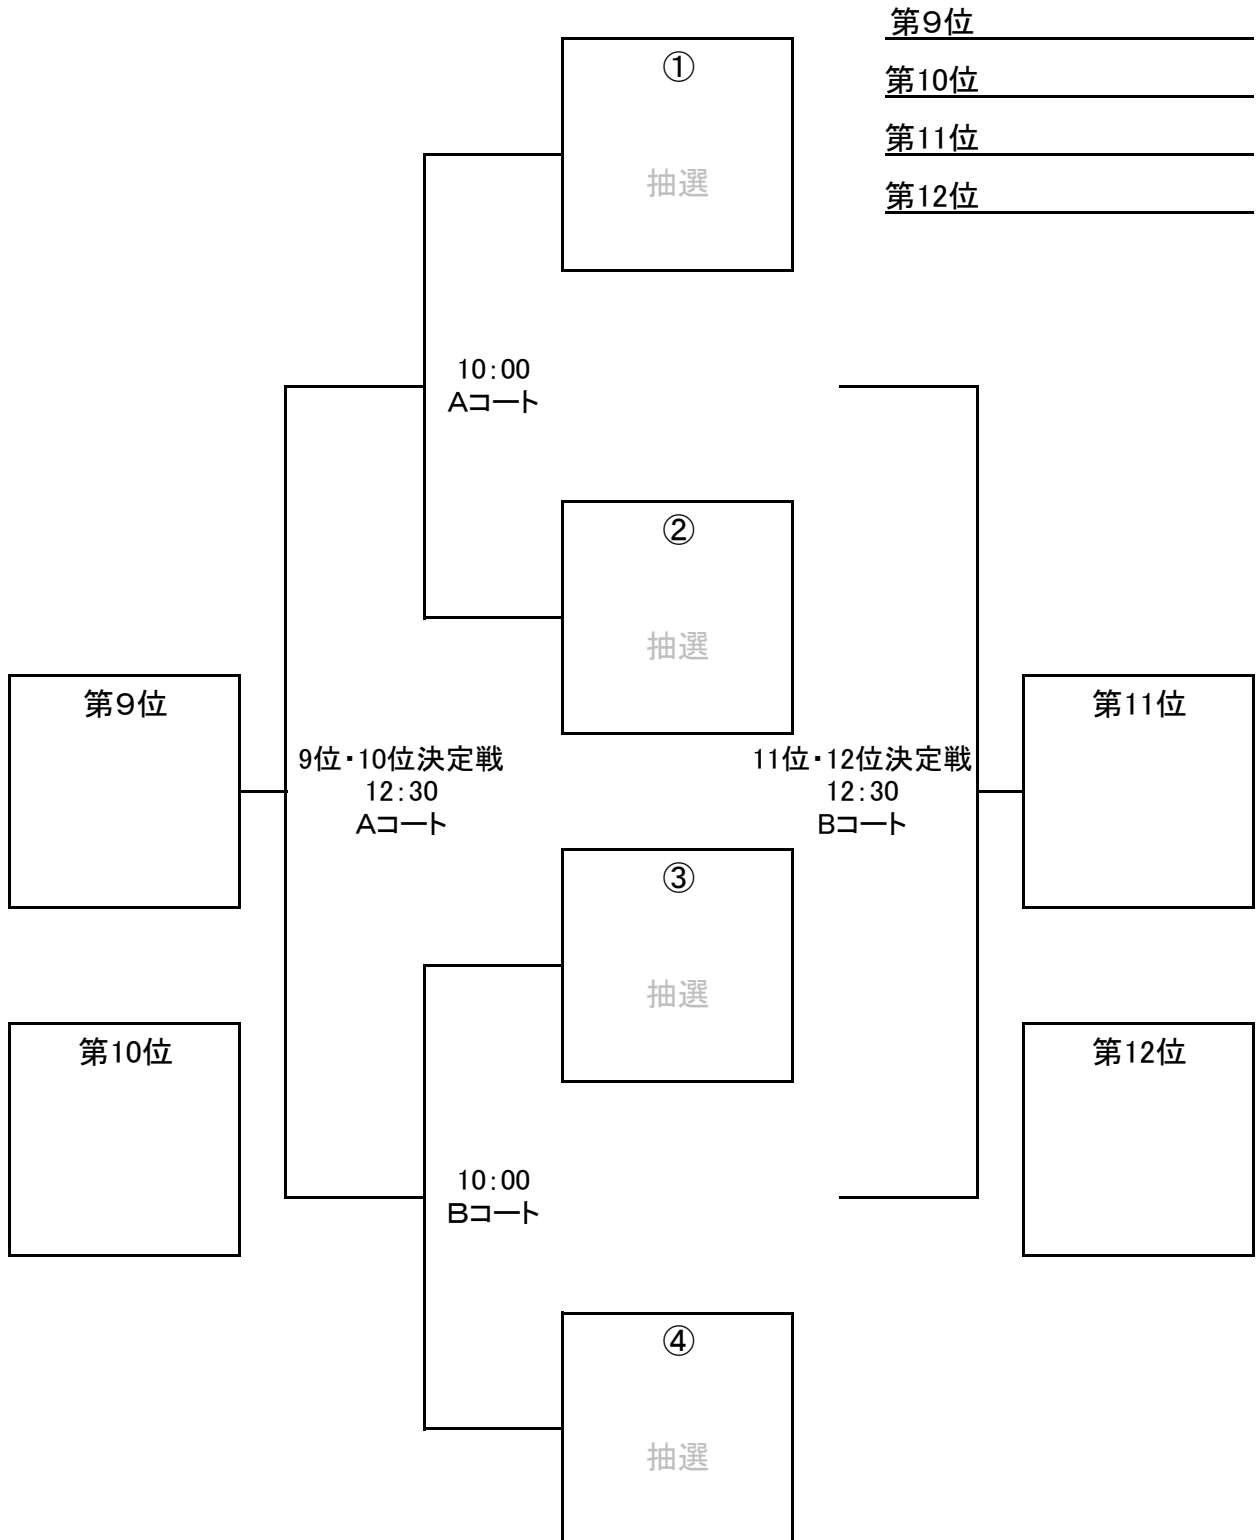 第９位
①
第10位
第11位
抽選
第12位
10：00
Ａコート
②
抽選
第９位
第11位
9位・10位決定戦
12：30
Ａコート
11位・12位決定戦
12：30
Ｂコート
③
抽選
第10位
第12位
10：00
Ｂコート
④
抽選